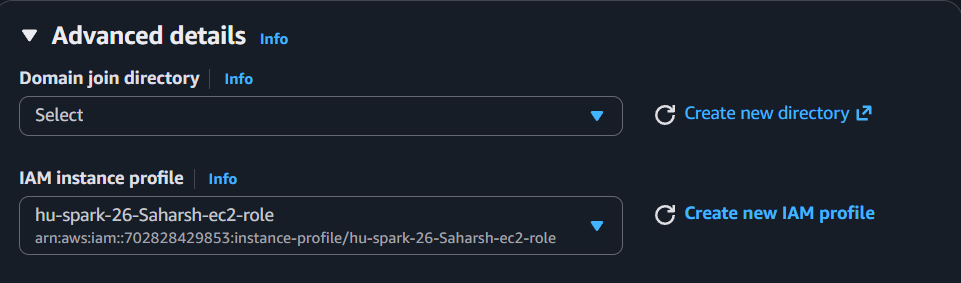 Advanced details Info
Domain join directory Info
Select
Create new directory
IAM instance profile Info
hu-spark-26-Saharsh-ec2-role
arn:aws:iam::702828429853:instance-profile/hu-spark-26-Saharsh-ec2-role
Create new IAM profile